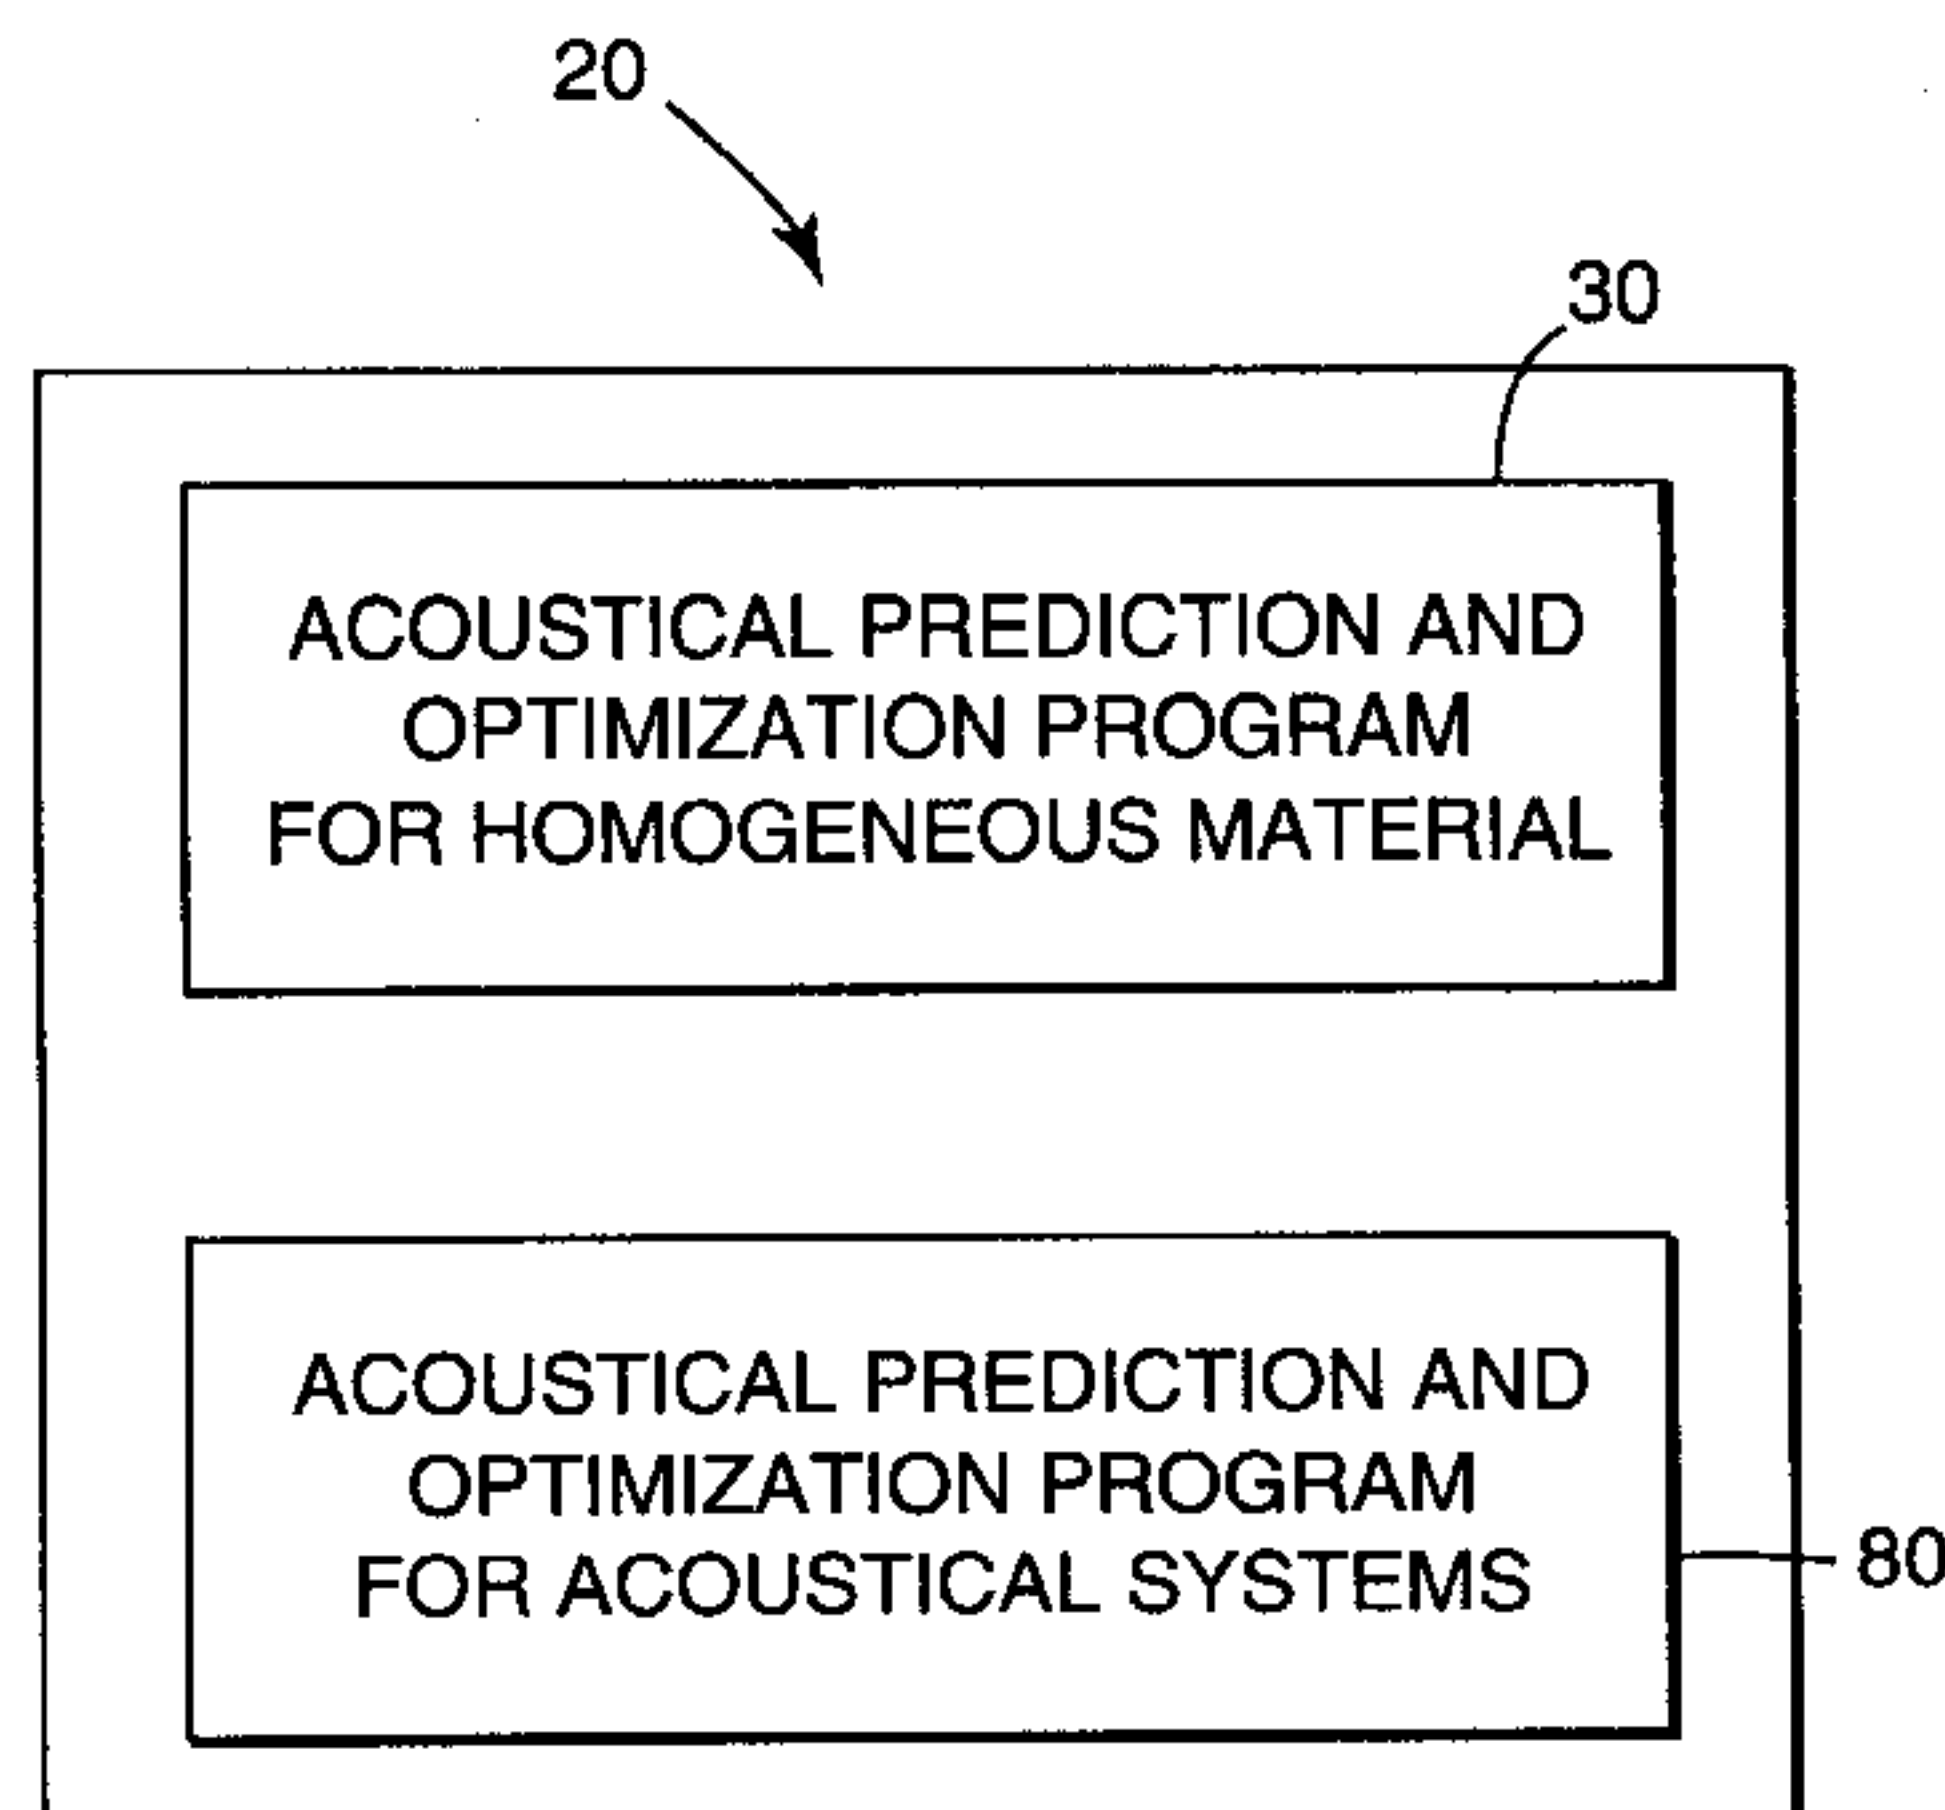 20
30
ACOUSTICAL PREDICTION AND
OPTIMIZATION PROGRAM
FOR HOMOGENEOUS MATERIAL
ACOUSTICAL PREDICTION AND
OPTIMIZATION PROGRAM
FOR ACOUSTICAL SYSTEMS
80